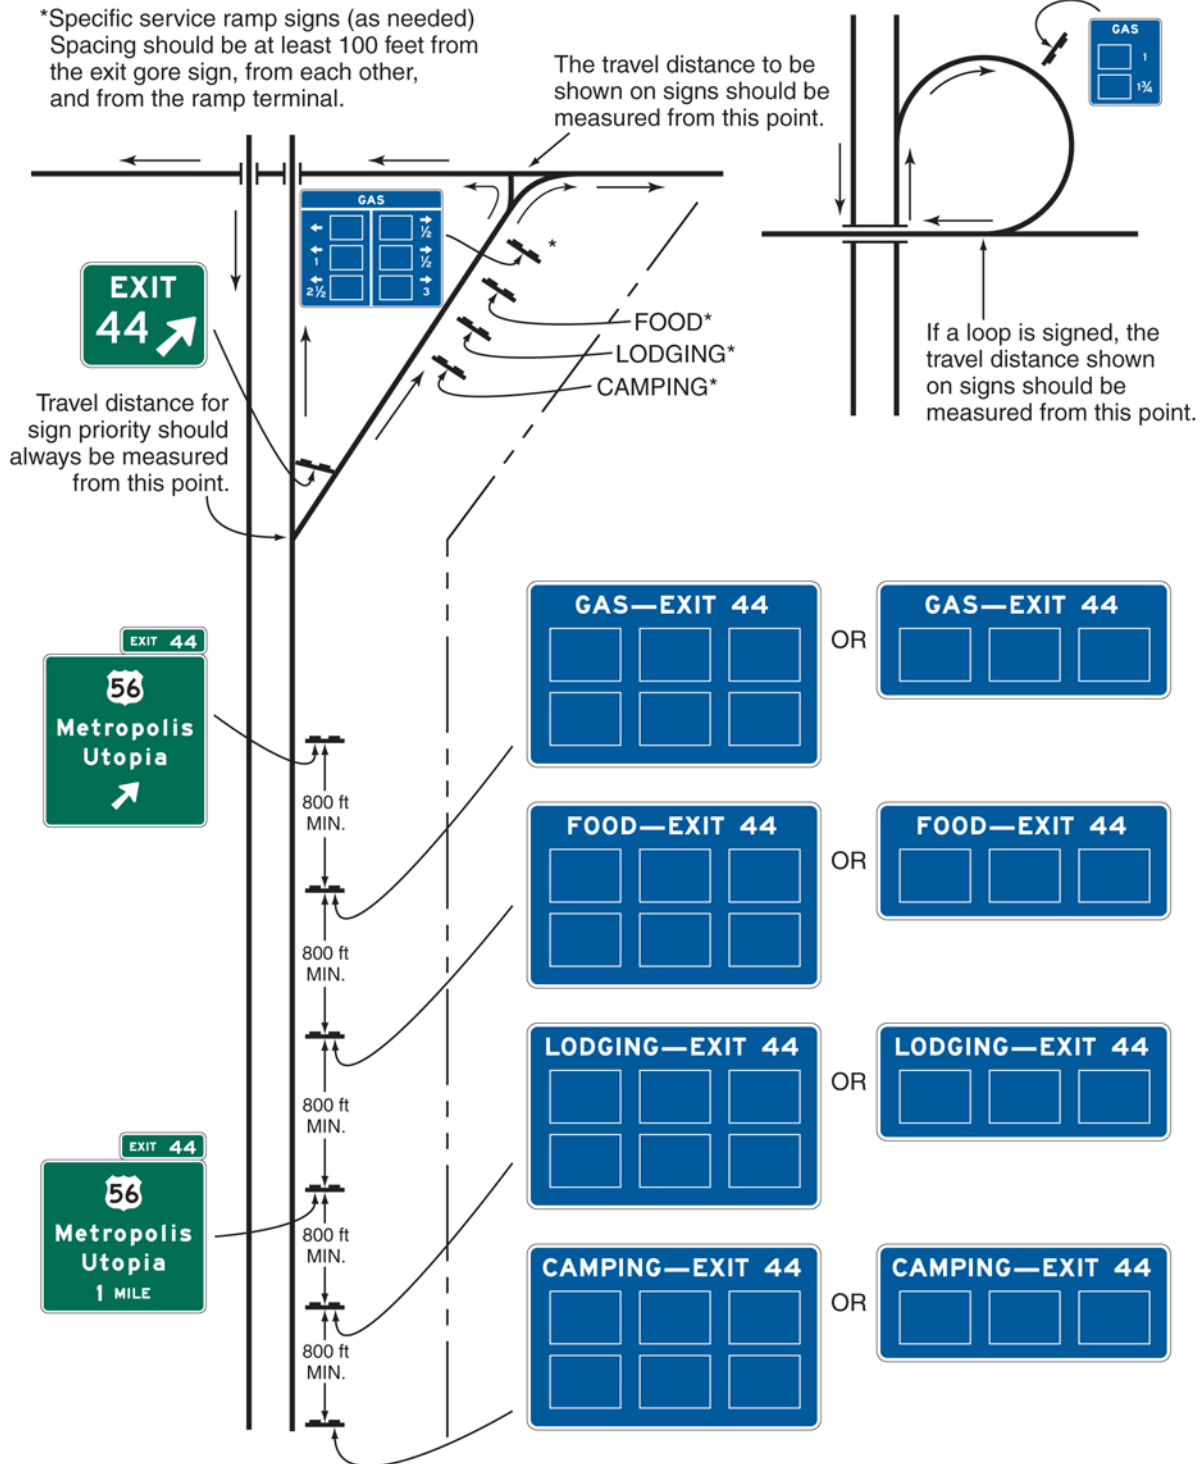 *Specific service ramp signs (as needed)
Spacing should be at least 100 feet from
the exit gore sign, from each other,
and from the ramp terminal.
The travel distance to be
shown on signs should be
measured from this point.
GAS
1
1¾
GAS
←
→
½
←
1
→
½
←
2½
→
3
*
EXIT
44
FOOD*
LODGING*
CAMPING*
If a loop is signed, the
travel distance shown
on signs should be
measured from this point.
Travel distance for
sign priority should
always be measured
from this point.
EXIT 44
56
Metropolis
Utopia
800 ft
MIN.
800 ft
MIN.
800 ft
MIN.
EXIT 44
56
Metropolis
Utopia
1 MILE
800 ft
MIN.
800 ft
MIN.
GAS—EXIT 44
OR
GAS—EXIT 44
FOOD—EXIT 44
OR
FOOD—EXIT 44
LODGING—EXIT 44
OR
LODGING—EXIT 44
CAMPING—EXIT 44
OR
CAMPING—EXIT 44